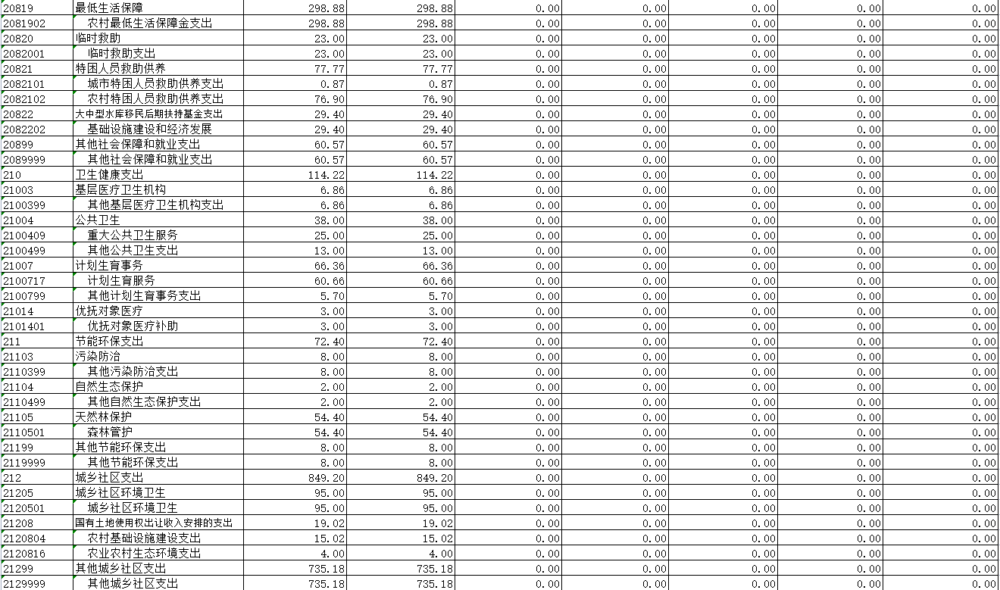 20819 最低生活保障 298.88 298.88 0.00 0.00 0.00 0.00 0.00
2081902 农村最低生活保障金支出 298.88 298.88 0.00 0.00 0.00 0.00 0.00
20820 临时救助 23.00 23.00 0.00 0.00 0.00 0.00 0.00
2082001 临时救助支出 23.00 23.00 0.00 0.00 0.00 0.00 0.00
20821 特困人员救助供养 77.77 77.77 0.00 0.00 0.00 0.00 0.00
2082101 城市特困人员救助供养支出 0.87 0.87 0.00 0.00 0.00 0.00 0.00
2082102 农村特困人员救助供养支出 76.90 76.90 0.00 0.00 0.00 0.00 0.00
20822 大中型水库移民后期扶持基金支出 29.40 29.40 0.00 0.00 0.00 0.00 0.00
2082202 基础设施建设和经济发展 29.40 29.40 0.00 0.00 0.00 0.00 0.00
20899 其他社会保障和就业支出 60.57 60.57 0.00 0.00 0.00 0.00 0.00
2089999 其他社会保障和就业支出 60.57 60.57 0.00 0.00 0.00 0.00 0.00
210 卫生健康支出 114.22 114.22 0.00 0.00 0.00 0.00 0.00
21003 基层医疗卫生机构 6.86 6.86 0.00 0.00 0.00 0.00 0.00
2100399 其他基层医疗卫生机构支出 6.86 6.86 0.00 0.00 0.00 0.00 0.00
21004 公共卫生 38.00 38.00 0.00 0.00 0.00 0.00 0.00
2100409 重大公共卫生服务 25.00 25.00 0.00 0.00 0.00 0.00 0.00
2100499 其他公共卫生支出 13.00 13.00 0.00 0.00 0.00 0.00 0.00
21007 计划生育事务 66.36 66.36 0.00 0.00 0.00 0.00 0.00
2100717 计划生育服务 60.66 60.66 0.00 0.00 0.00 0.00 0.00
2100799 其他计划生育事务支出 5.70 5.70 0.00 0.00 0.00 0.00 0.00
21014 优抚对象医疗 3.00 3.00 0.00 0.00 0.00 0.00 0.00
2101401 优抚对象医疗补助 3.00 3.00 0.00 0.00 0.00 0.00 0.00
211 节能环保支出 72.40 72.40 0.00 0.00 0.00 0.00 0.00
21103 污染防治 8.00 8.00 0.00 0.00 0.00 0.00 0.00
2110399 其他污染防治支出 8.00 8.00 0.00 0.00 0.00 0.00 0.00
21104 自然生态保护 2.00 2.00 0.00 0.00 0.00 0.00 0.00
2110499 其他自然生态保护支出 2.00 2.00 0.00 0.00 0.00 0.00 0.00
21105 天然林保护 54.40 54.40 0.00 0.00 0.00 0.00 0.00
2110501 森林管护 54.40 54.40 0.00 0.00 0.00 0.00 0.00
21199 其他节能环保支出 8.00 8.00 0.00 0.00 0.00 0.00 0.00
2119999 其他节能环保支出 8.00 8.00 0.00 0.00 0.00 0.00 0.00
212 城乡社区支出 849.20 849.20 0.00 0.00 0.00 0.00 0.00
21205 城乡社区环境卫生 95.00 95.00 0.00 0.00 0.00 0.00 0.00
2120501 城乡社区环境卫生 95.00 95.00 0.00 0.00 0.00 0.00 0.00
21208 国有土地使用权出让收入安排的支出 19.02 19.02 0.00 0.00 0.00 0.00 0.00
2120804 农村基础设施建设支出 15.02 15.02 0.00 0.00 0.00 0.00 0.00
2120816 农业农村生态环境支出 4.00 4.00 0.00 0.00 0.00 0.00 0.00
21299 其他城乡社区支出 735.18 735.18 0.00 0.00 0.00 0.00 0.00
2129999 其他城乡社区支出 735.18 735.18 0.00 0.00 0.00 0.00 0.00